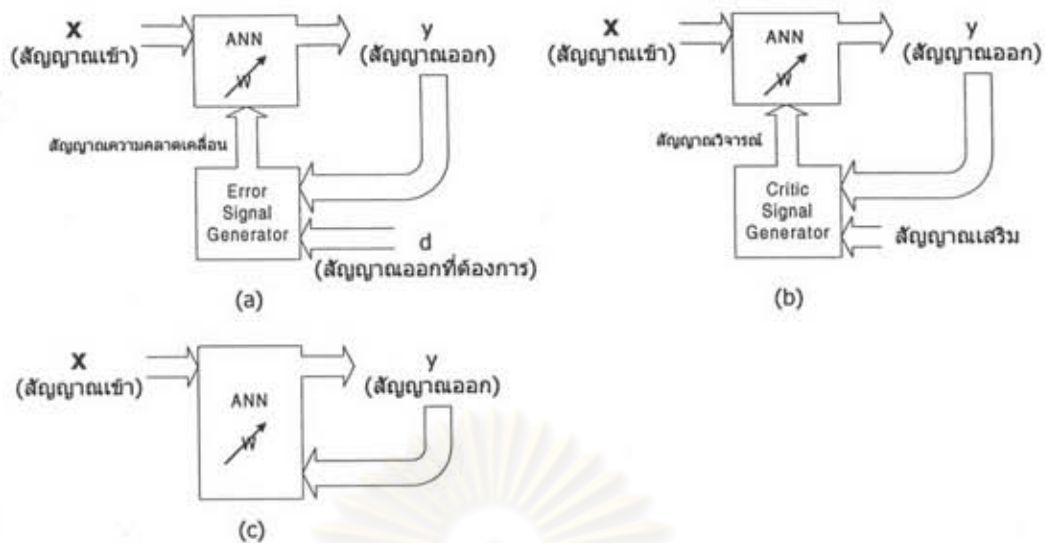 x
(สัญญาณเข้า)
ANN
W
y
(สัญญาณออก)
สัญญาณความคลาดเคลื่อน
Error
Signal
Generator
d
(สัญญาณออกที่ต้องการ)
(a)
x
(สัญญาณเข้า)
ANN
W
y
(สัญญาณออก)
สัญญาณวิจารณ์
Critic
Signal
Generator
สัญญาณเสริม
(b)
x
(สัญญาณเข้า)
ANN
W
y
(สัญญาณออก)
(c)